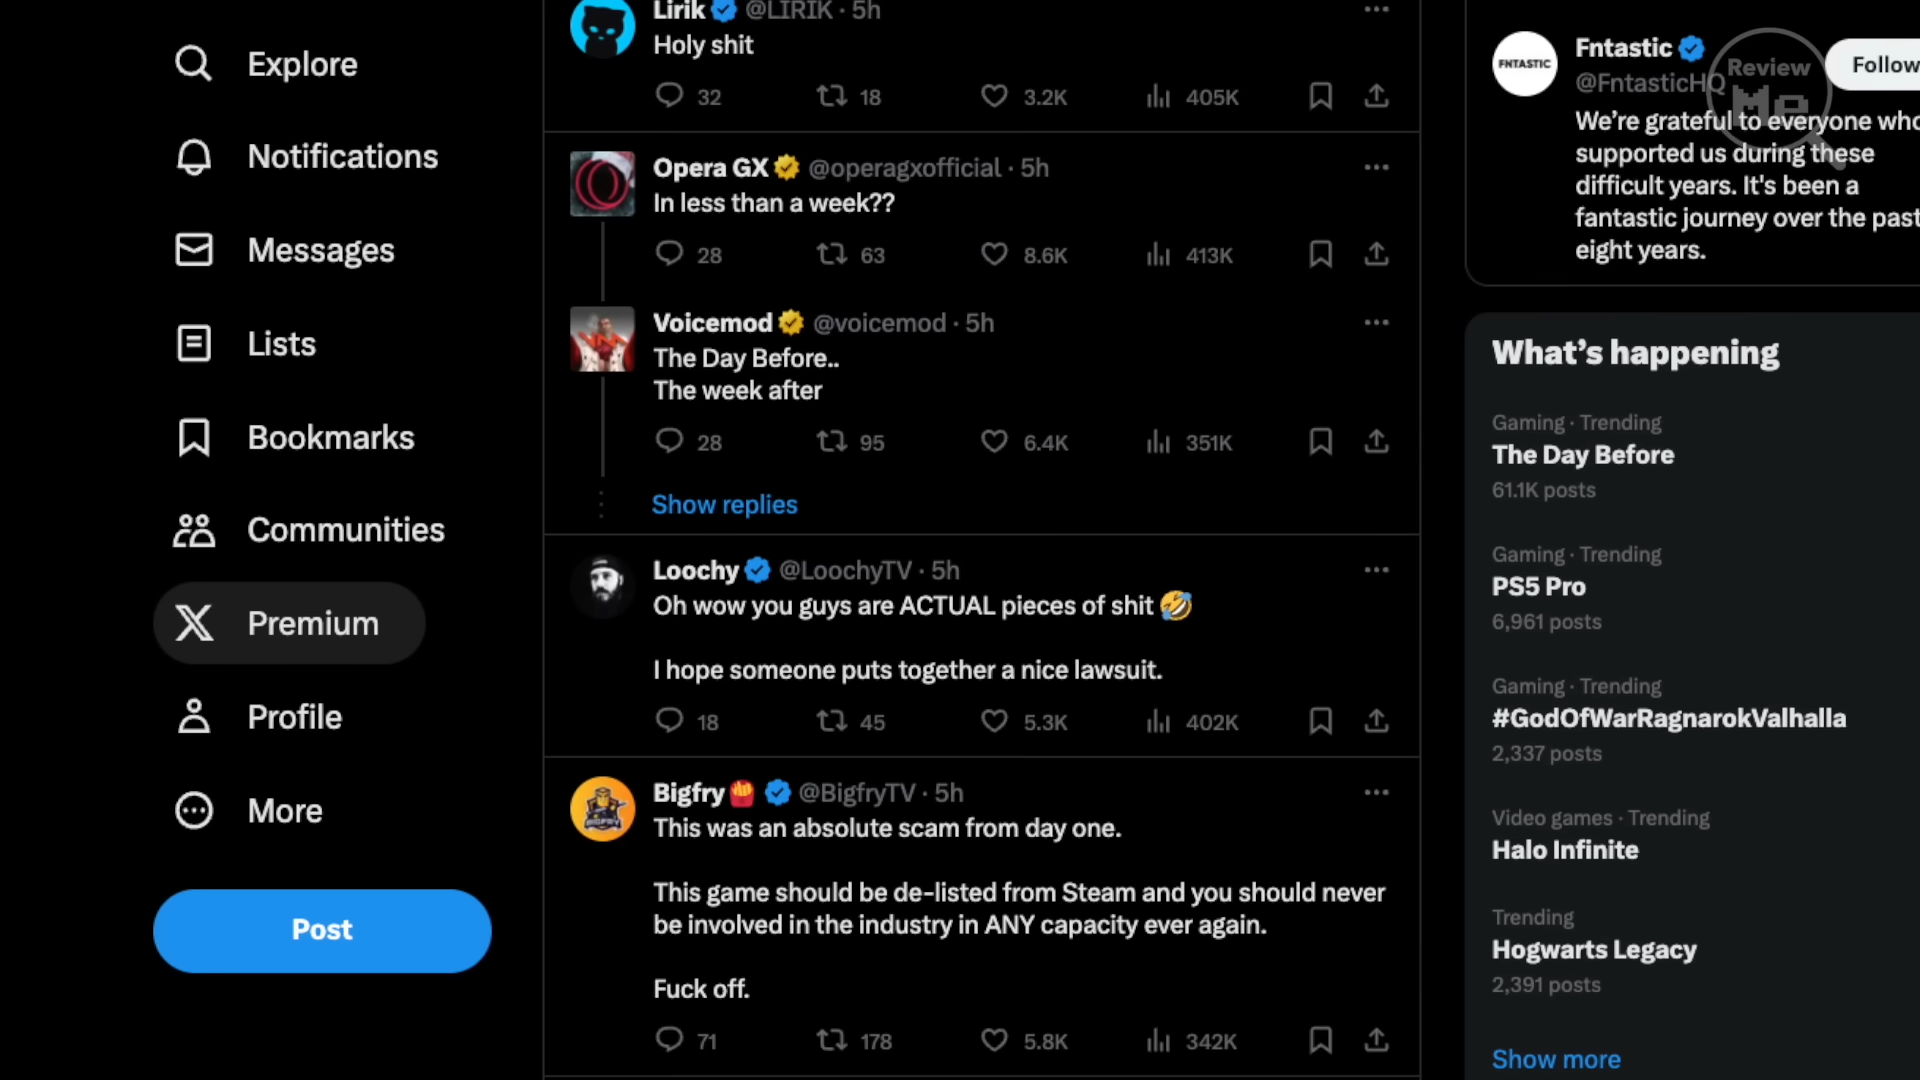 Explore
Notifications
Messages
Lists
Bookmarks
Communities
Premium
Profile
More
Post
Lirik @LIRIK · 5h
Holy shit
32 18 3.2K 405K
Opera GX @operagxofficial · 5h
In less than a week??
28 63 8.6K 413K
Voicemod @voicemod · 5h
The Day Before..
The week after
28 95 6.4K 351K
Show replies
Loochy @LoochyTV · 5h
Oh wow you guys are ACTUAL pieces of shit 🤣
I hope someone puts together a nice lawsuit.
18 45 5.3K 402K
Bigfry🍟 @BigfryTV · 5h
This was an absolute scam from day one.
This game should be de-listed from Steam and you should never
be involved in the industry in ANY capacity ever again.
Fuck off.
71 178 5.8K 342K
FNTASTIC
Fntastic
@FntasticHQ
Follow
Review
Me
We’re grateful to everyone who
supported us during these
difficult years. It's been a
fantastic journey over the past
eight years.
What’s happening
Gaming · Trending
The Day Before
61.1K posts
Gaming · Trending
PS5 Pro
6,961 posts
Gaming · Trending
#GodOfWarRagnarokValhalla
2,337 posts
Video games · Trending
Halo Infinite
Trending
Hogwarts Legacy
2,391 posts
Show more